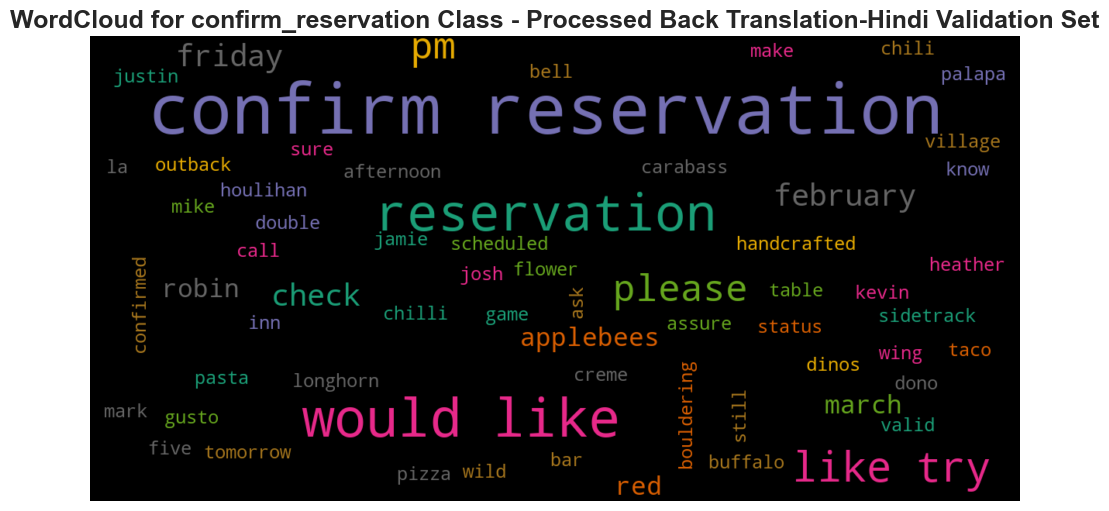 WordCloud for confirm_reservation Class - Processed Back Translation-Hindi Validation Set
friday
pm
make
chili
justin
bell
palapa
confirm reservation
village
sure
la
outback
afternoon
carabass
know
houlihan
mike
double
reservation
february
jamie
scheduled
handcrafted
call
josh
flower
heather
confirmed
robin
check
ask
please
table
kevin
inn
chilli
game
assure
status
sidetrack
applebees
wing
taco
pasta
longhorn
creme
dinos
dono
mark
gusto
would like
bouldering
still
march
valid
five
tomorrow
pizza
wild
bar
buffalo
like try
red